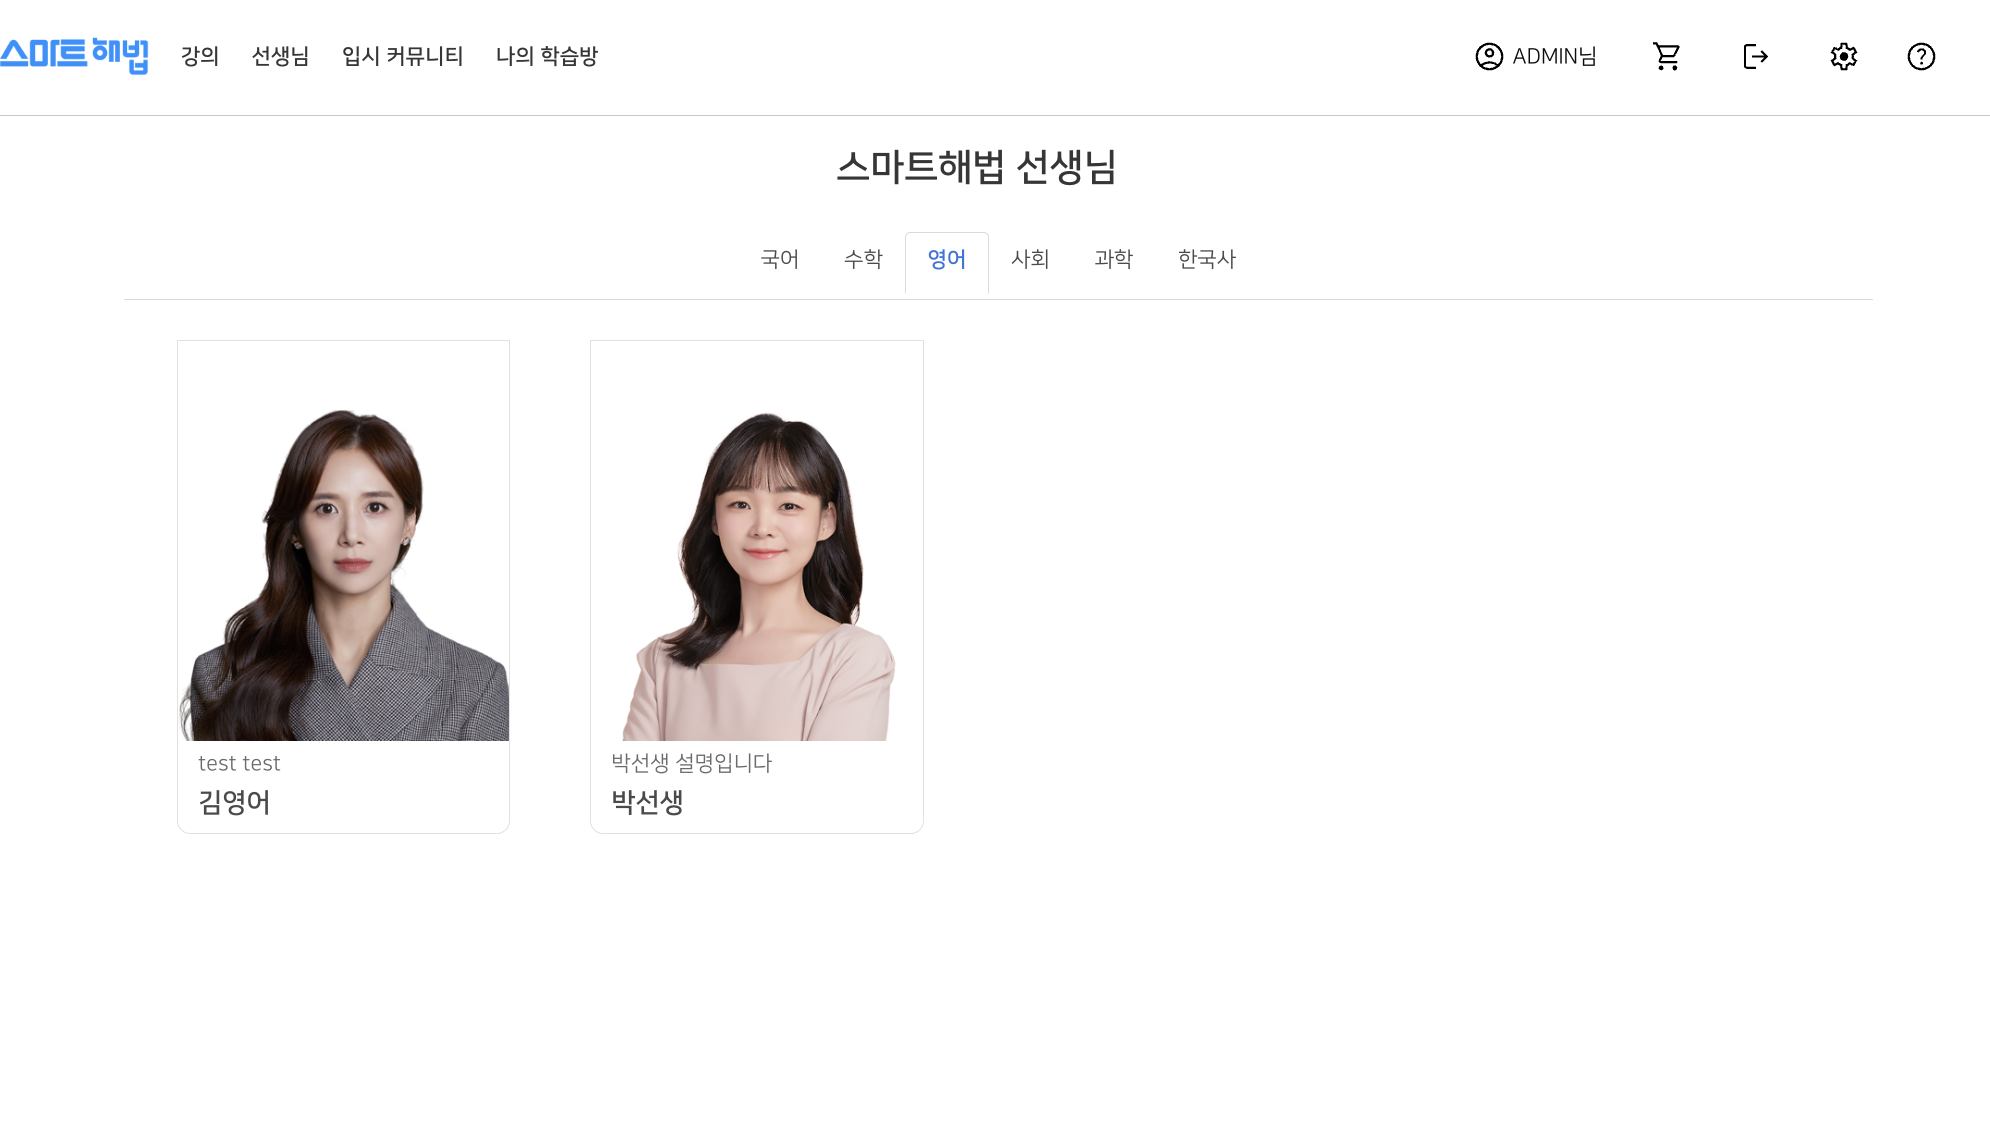 스마트해법 강의 선생님 입시 커뮤니티 나의 학습방 ADMIN님
스마트해법 선생님
국어 수학 영어 사회 과학 한국사
test test
김영어
박선생 설명입니다
박선생